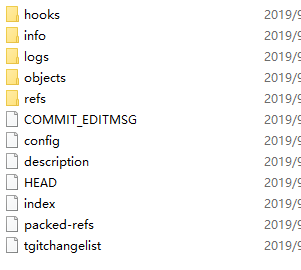 hooks 2019/9
info 2019/9
logs 2019/9
objects 2019/9
refs 2019/9
COMMIT_EDITMSG 2019/9
config 2019/9
description 2019/9
HEAD 2019/9
index 2019/9
packed-refs 2019/9
tgitchangelist 2019/9